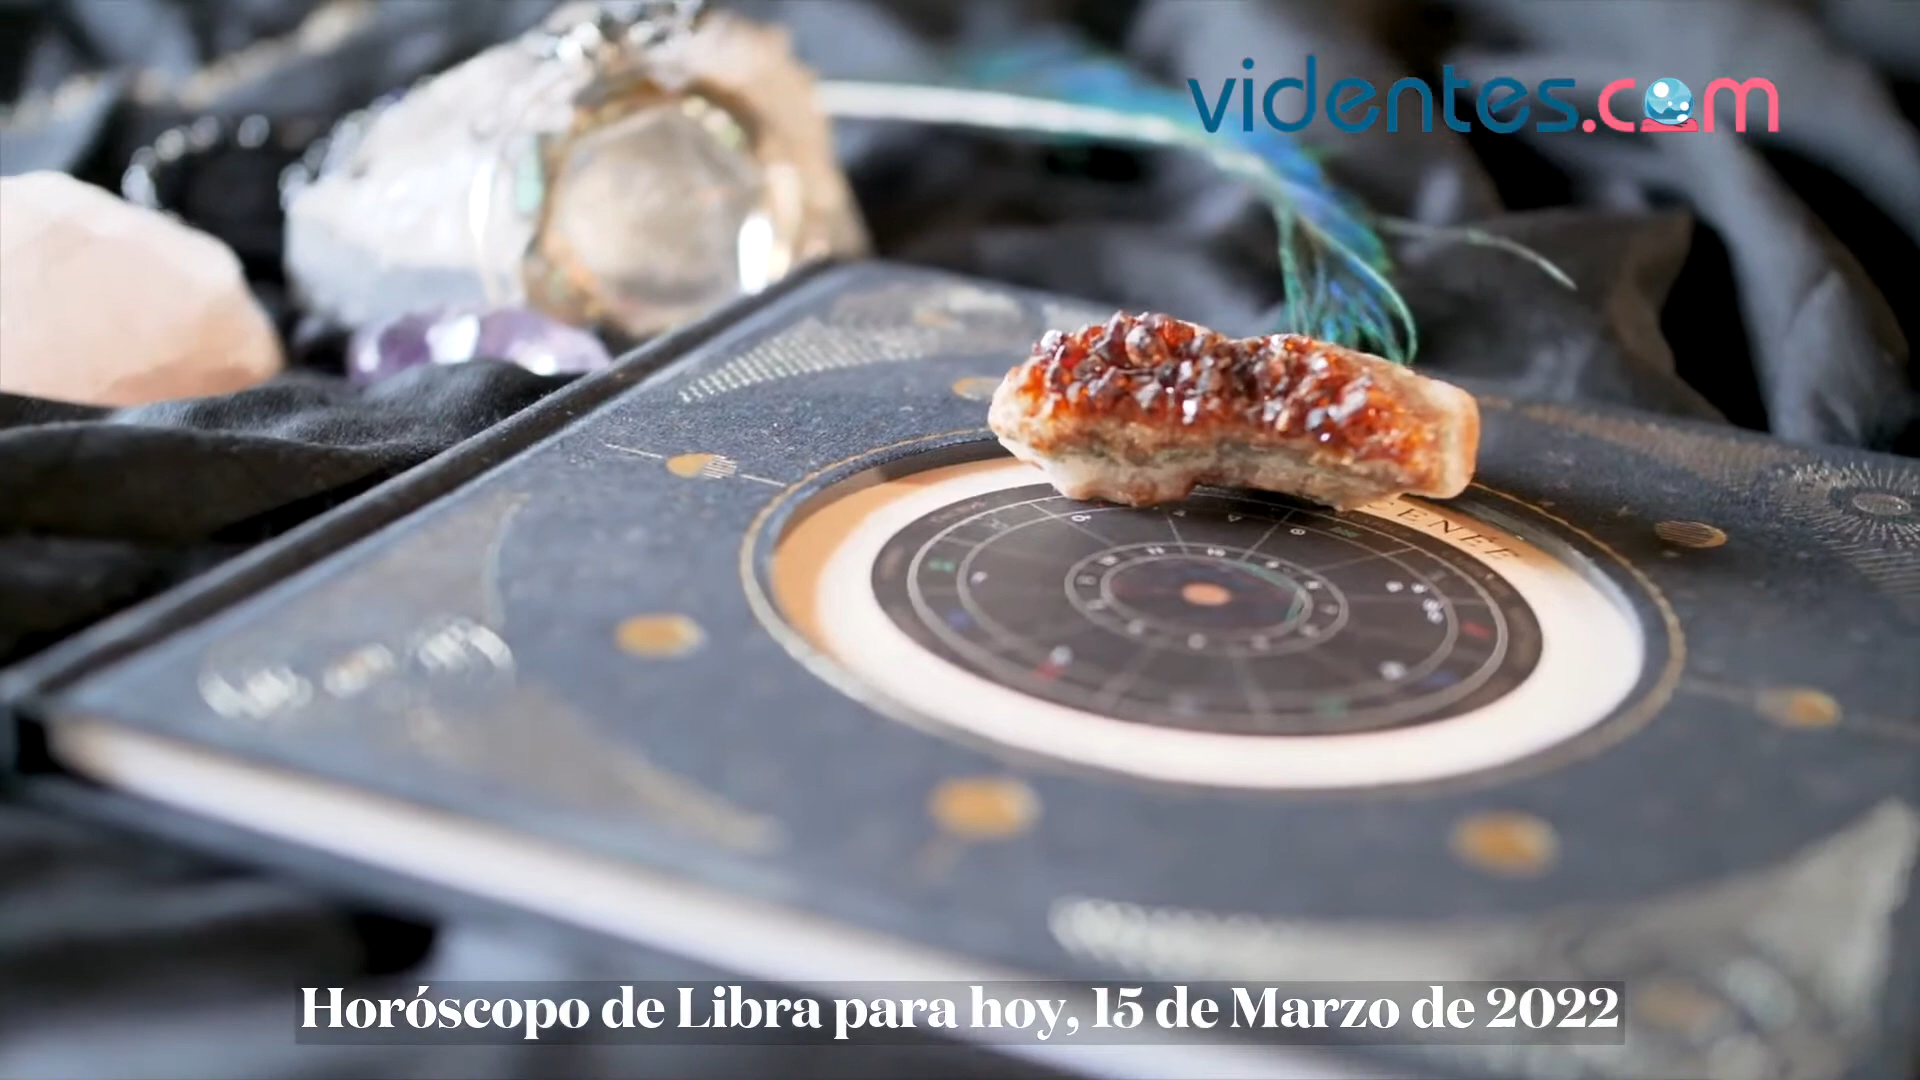 videntes.com
Horóscopo de Libra para hoy, 15 de Marzo de 2022